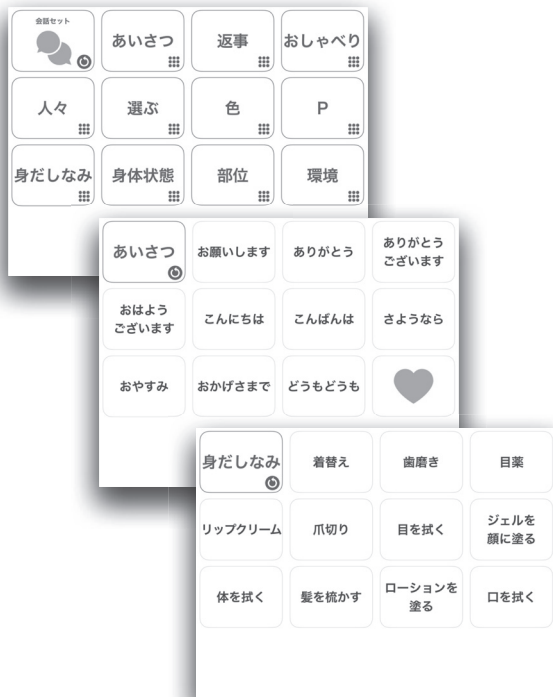 会話セット
あいさつ
返事
おしゃべり
人々
選ぶ
色
P
身だしなみ
身体状態
部位
環境
あいさつ
お願いします
ありがとう
ありがとう
ございます
おはよう
ございます
こんにちは
こんばんは
さようなら
おやすみ
おかげさまで
どうもどうも
身だしなみ
着替え
歯磨き
目薬
リップクリーム
爪切り
目を拭く
ジェルを
顔に塗る
体を拭く
髪を梳かす
ローションを
塗る
口を拭く